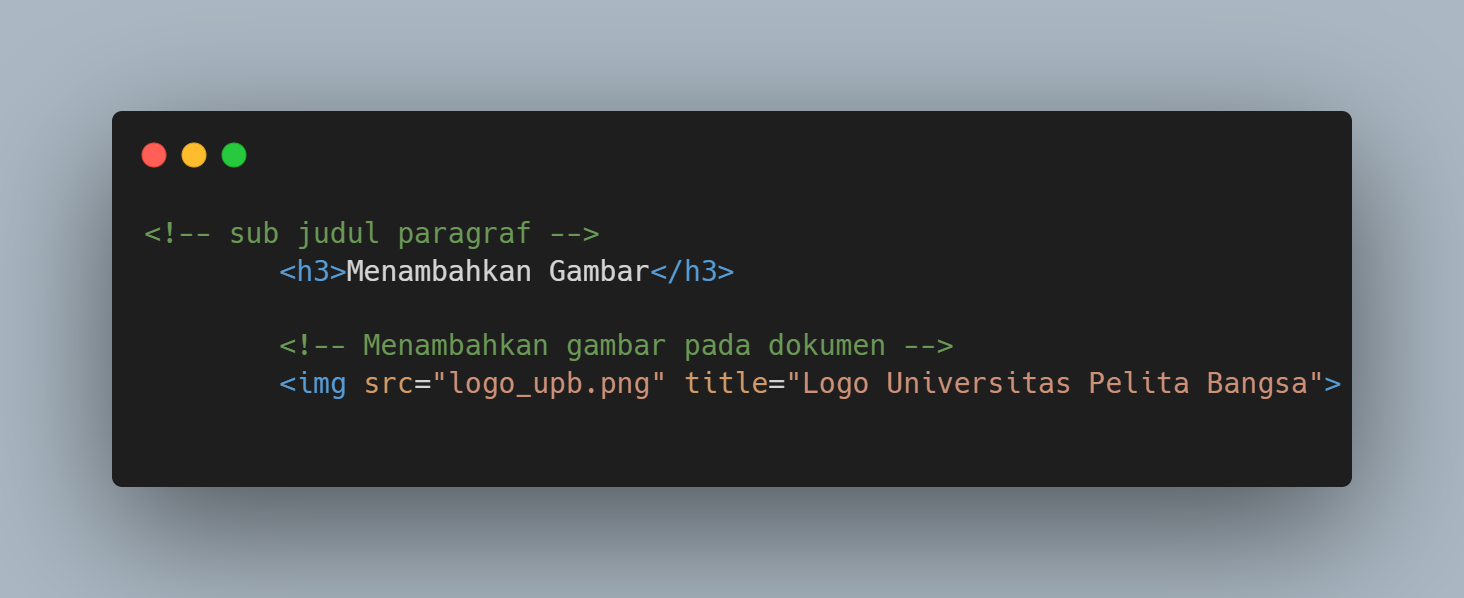 <!-- sub judul paragraf -->
<h3>Menambahkan Gambar</h3>
<!-- Menambahkan gambar pada dokumen -->
<img src="logo_upb.png" title="Logo Universitas Pelita Bangsa">